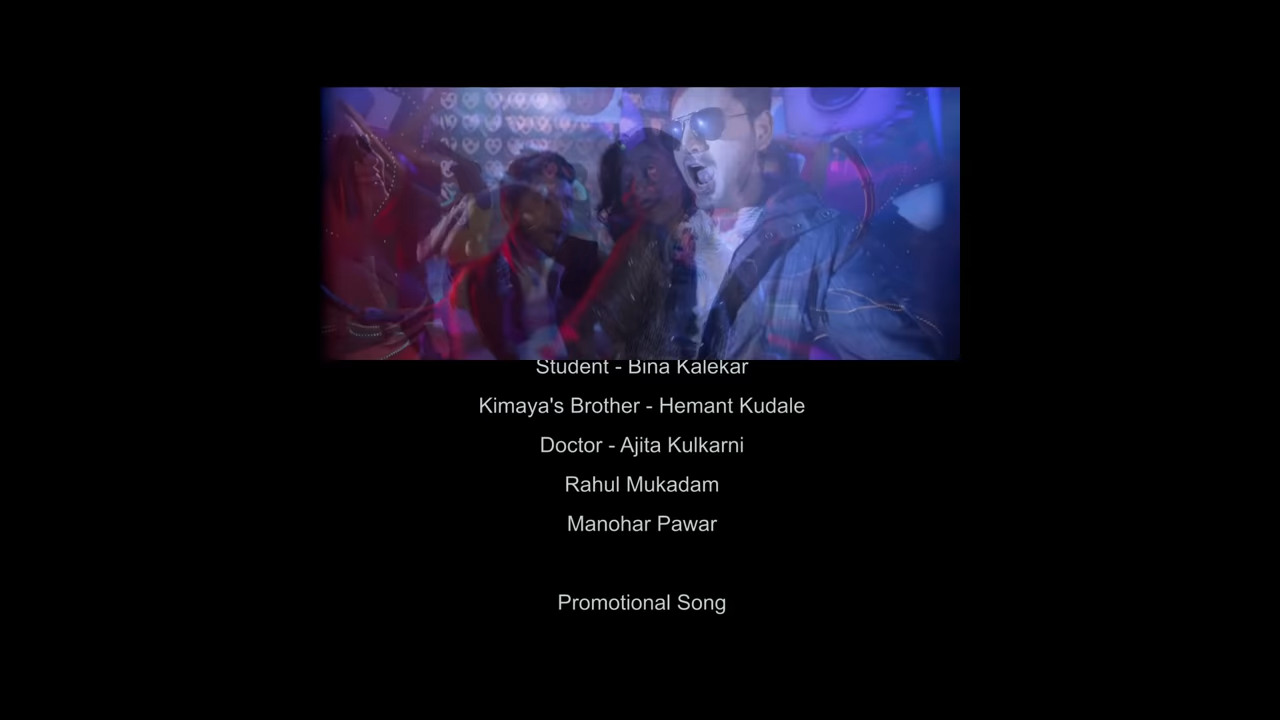 Student - Bina Kalekar
Kimaya's Brother - Hemant Kudale
Doctor - Ajita Kulkarni
Rahul Mukadam
Manohar Pawar
Promotional Song